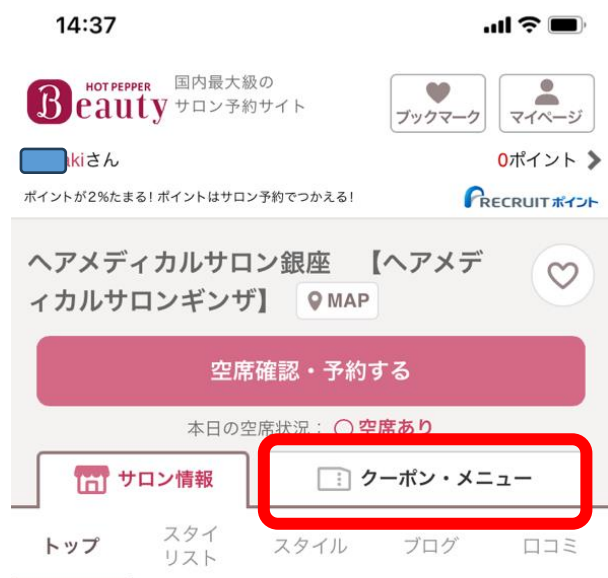 14:37
HOT PEPPER
Beauty
国内最大級の
サロン予約サイト
ブックマーク
マイページ
kiさん
0ポイント
ポイントが2%たまる！ポイントはサロン予約でつかえる！
RECRUIT ポイント
ヘアメディカルサロン銀座　【ヘアメデ
ィカルサロンギンザ】 MAP
空席確認・予約する
本日の空席状況： 空席あり
サロン情報
クーポン・メニュー
トップ
スタイ
リスト
スタイル
ブログ
口コミ